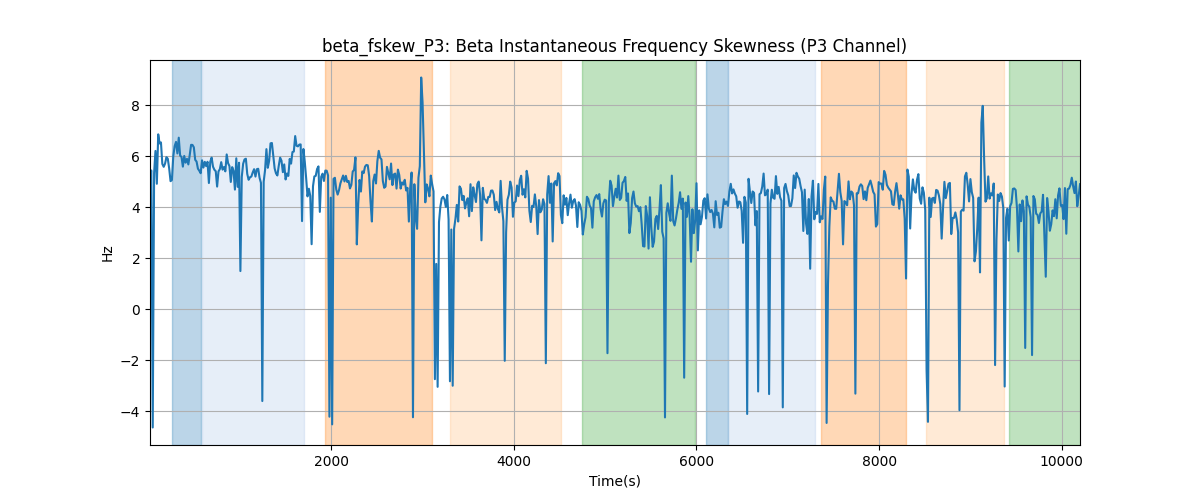 beta_fskew_P3: Beta Instantaneous Frequency Skewness (P3 Channel)
8
6
4
2
0
−2
−4
Hz
2000 4000 6000 8000 10000
Time(s)